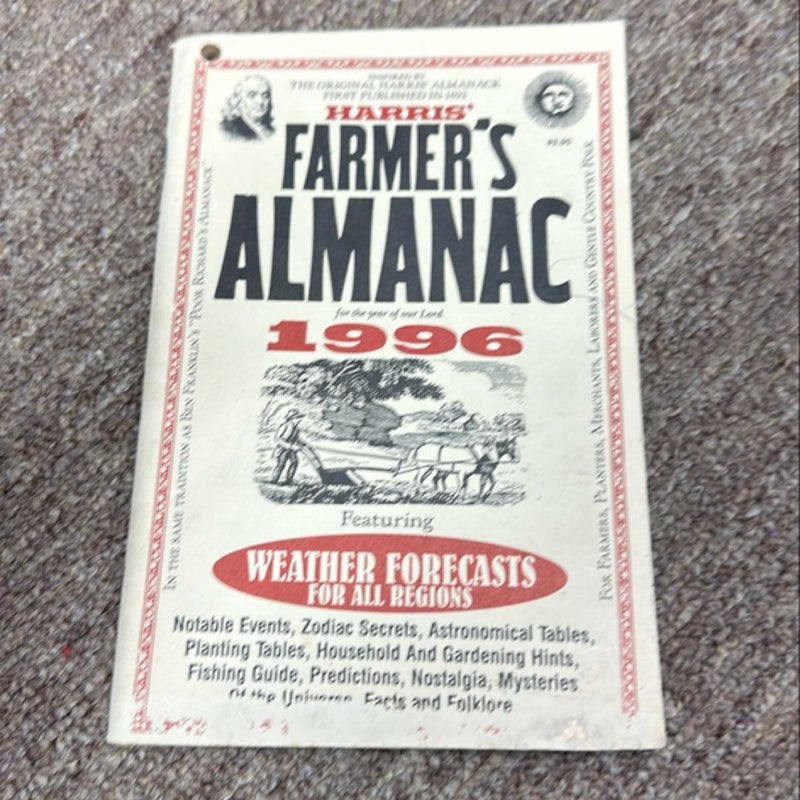 INSPIRED BY
THE ORIGINAL HARRIS' ALMANACK
FIRST PUBLISHED IN 1692
HARRIS'
FARMER'S
ALMANAC
for the year of our Lord
1996
In the same tradition as Ben Franklin's "Poor Richard's Almanack"
For Farmers, Planters, Merchants, Laborers and Gentle Country Folk
Featuring
WEATHER FORECASTS
FOR ALL REGIONS
Notable Events, Zodiac Secrets, Astronomical Tables,
Planting Tables, Household And Gardening Hints,
Fishing Guide, Predictions, Nostalgia, Mysteries
Of the Universe, Facts and Folklore